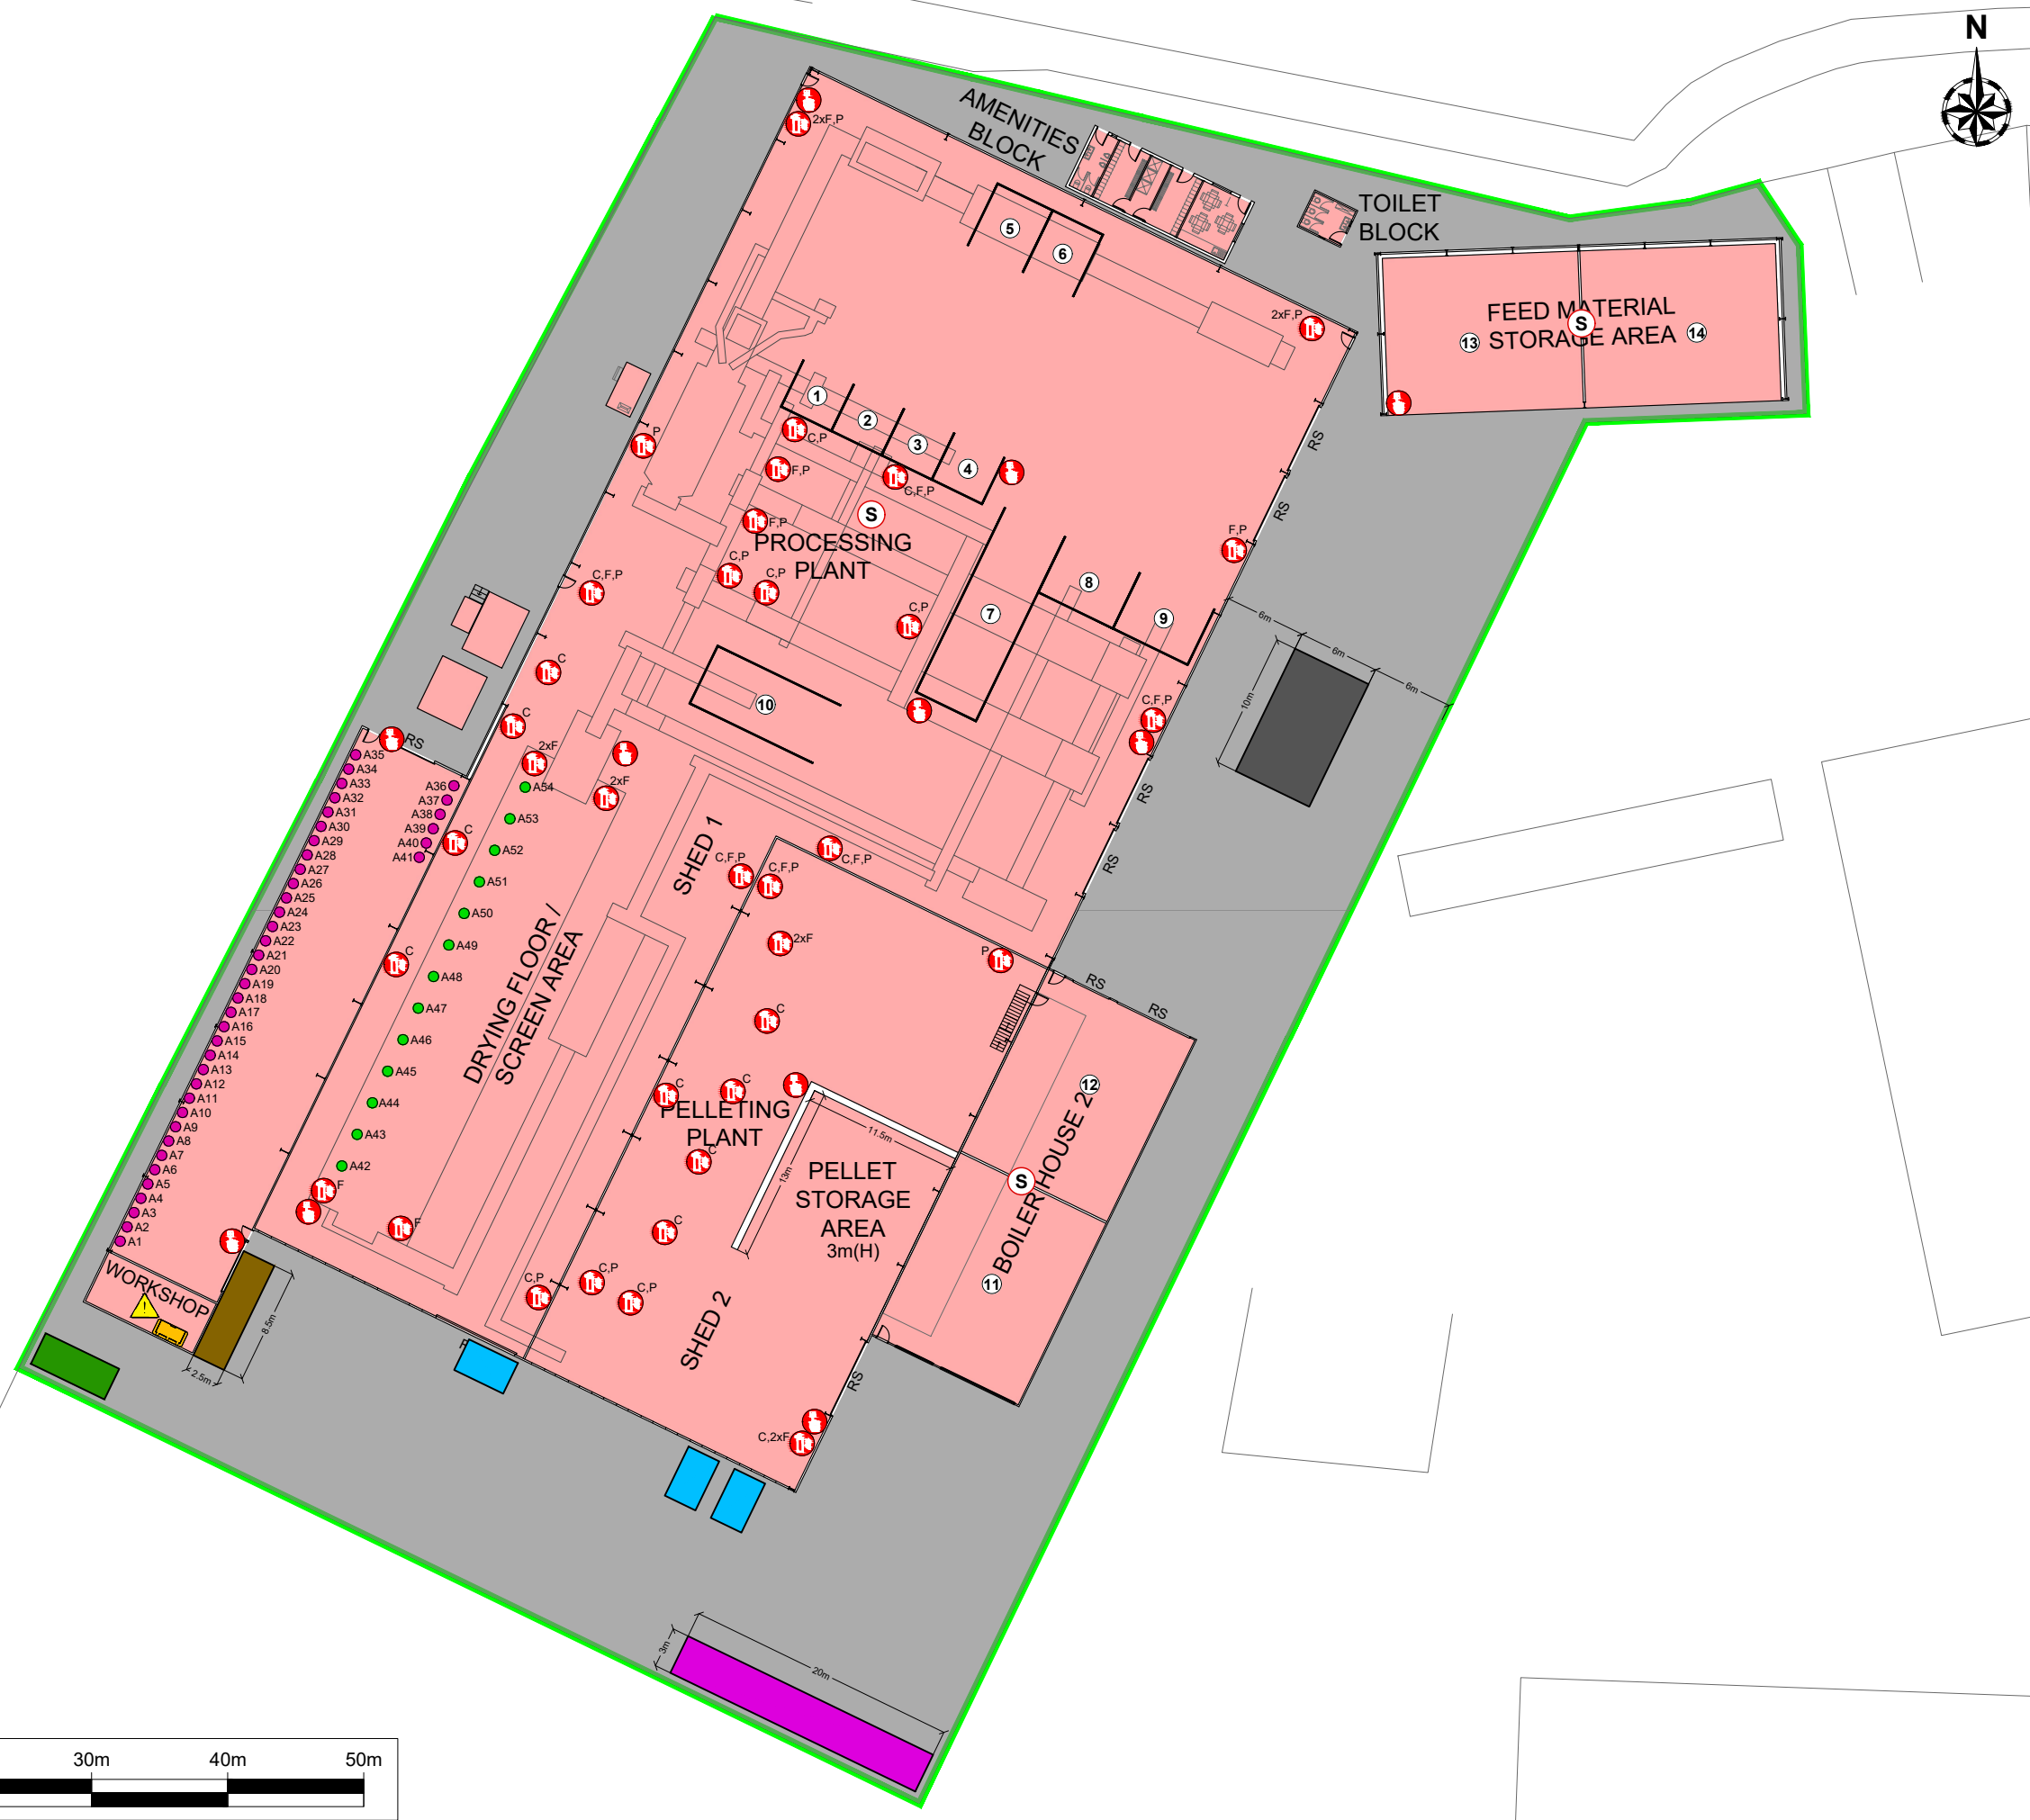 N
AMENITIES
BLOCK
2xF,P
TOILET
BLOCK
5
6
2xF,P
FEED MATERIAL
STORAGE AREA
S
13
14
1
2
3
4
RS
P
C,P
F,P
C,F,P
RS
S
F,P
PROCESSING
PLANT
F,P
C,P
C,P
C,F,P
C,P
7
8
9
6m
6m
6m
10m
C
10
C
C,F,P
RS
2xF
2xF
RS
RS
A35
A34
A33
A32
A31
A30
A29
A28
A27
A26
A25
A24
A23
A22
A21
A20
A19
A18
A17
A16
A15
A14
A13
A12
A11
A10
A9
A8
A7
A6
A5
A4
A3
A2
A1
A36
A37
A38
A39
A40
A41
C
C
A54
A53
A52
A51
A50
A49
A48
A47
A46
A45
A44
A43
A42
F
F
SHED 1
DRYING FLOOR /
SCREEN AREA
C,F,P
C,F,P
C,F,P
2xF
P
RS
RS
C
C
C
PELLETING
PLANT
C
C
C,P
C,P
C,P
11.5m
13m
PELLET
STORAGE
AREA
3m(H)
12
S
BOILER HOUSE 2
11
SHED 2
RS
C,2xF
WORKSHOP
!
8.5m
2.5m
3m
20m
30m
40m
50m